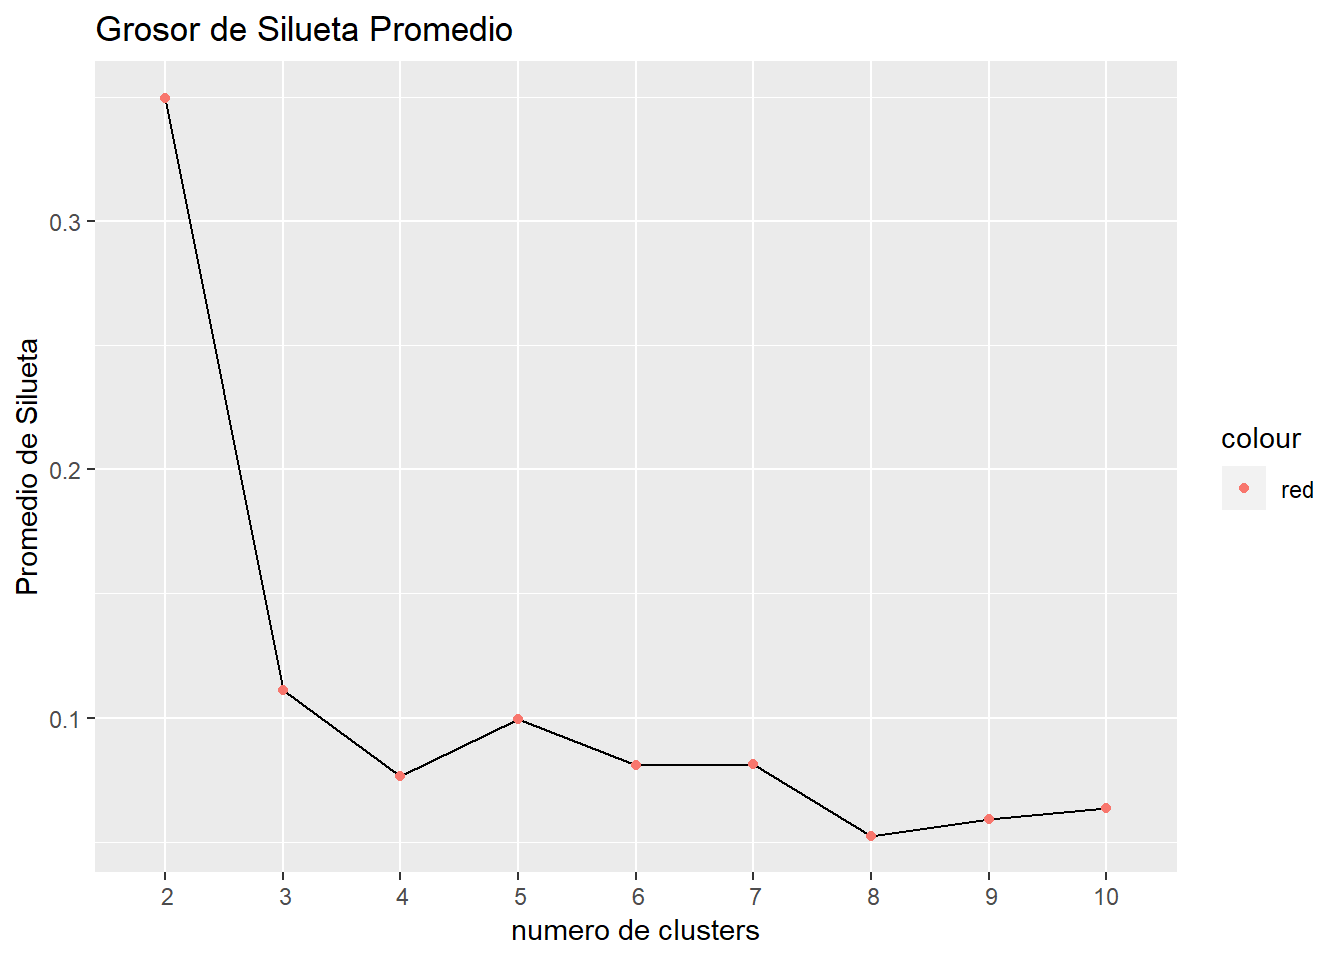 Grosor de Silueta Promedio
Promedio de Silueta
0.3
0.2
0.1
2 3 4 5 6 7 8 9 10
numero de clusters
colour
red